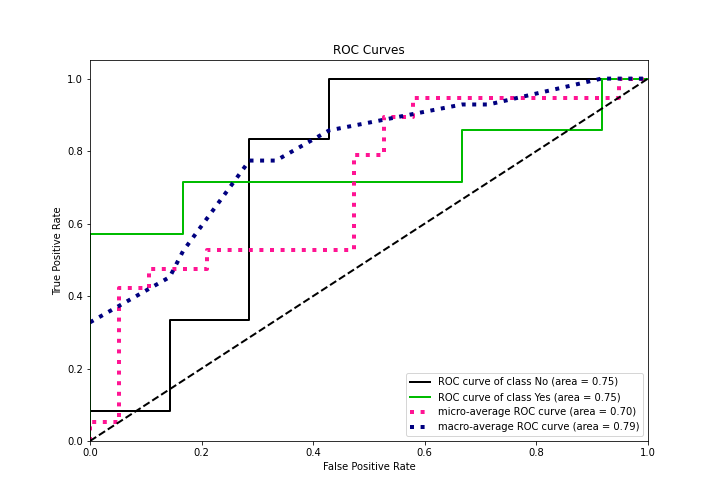 ROC Curves
True Positive Rate
1.0
0.8
0.6
0.4
0.2
0.0
ROC curve of class No (area = 0.75)
ROC curve of class Yes (area = 0.75)
micro-average ROC curve (area = 0.70)
macro-average ROC curve (area = 0.79)
0.0 0.2 0.4 0.6 0.8 1.0
False Positive Rate